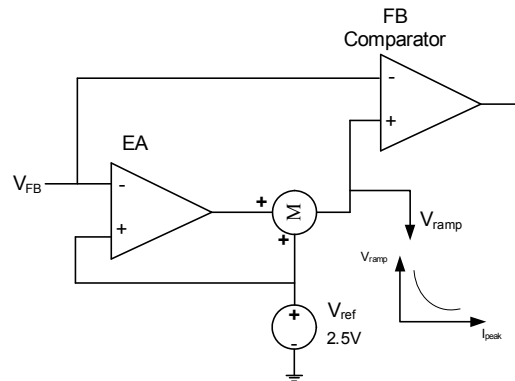 FB
Comparator
-
+
EA
V_FB
-
+
+
M
+
V_ramp
V_ramp
I_peak
+
-
V_ref
2.5V